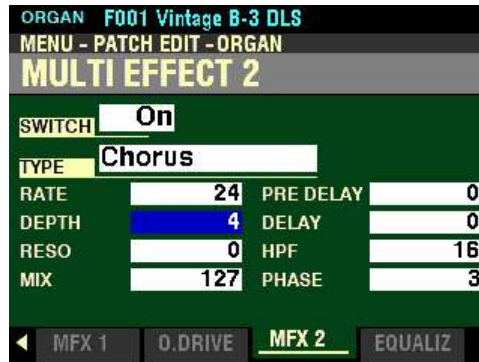 ORGAN F001 Vintage B-3 DLS
MENU - PATCH EDIT - ORGAN
MULTI EFFECT 2
SWITCH On
TYPE Chorus
RATE 24 PRE DELAY 0
DEPTH 4 DELAY 0
RESO 0 HPF 16
MIX 127 PHASE 3
MFX 1 O.DRIVE MFX 2 EQUALIZ